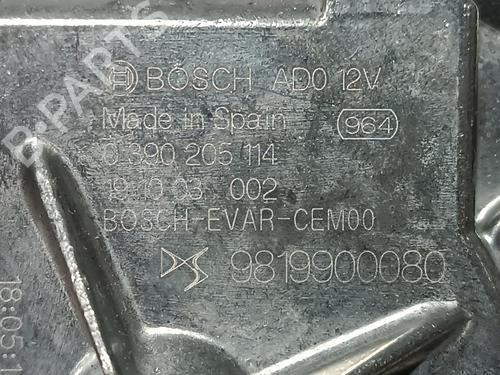 BOSCH AD0 12V
Made in Spain 964
0 390 205 114
19.10.03 002
BOSCH-EVAR-CEM00
DS 9819900080
18:05:1
B-PARTS